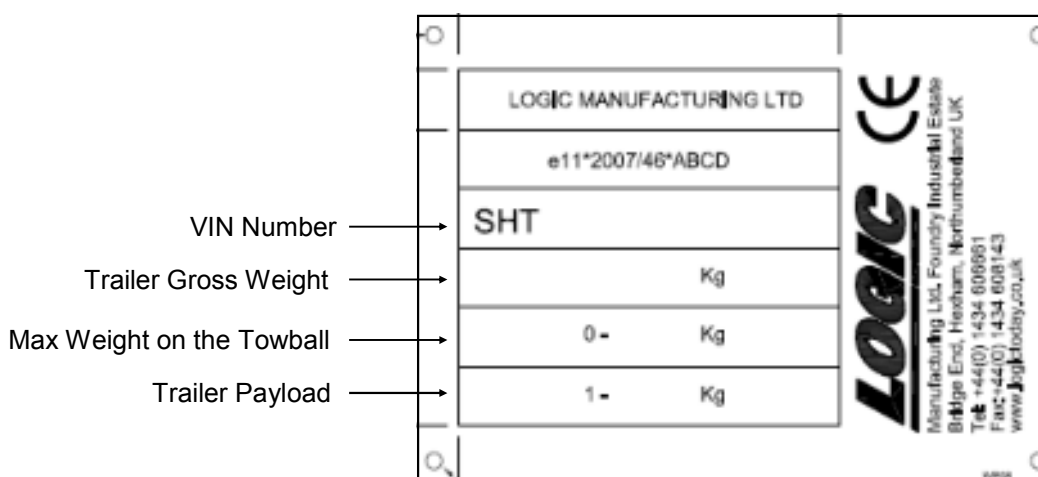 LOGIC MANUFACTURING LTD
e11*2007/46*ABCD
VIN Number
SHT
Trailer Gross Weight
Kg
Max Weight on the Towball
0-
Kg
Trailer Payload
1-
Kg
CE
LOGIC
Manufacturing Ltd, Foundry Industrial Estate
Bridge End, Hexham, Northumberland UK
Tel: +44(0) 1434 606661
Fax:+44(0) 1434 608143
www.logictoday.co.uk